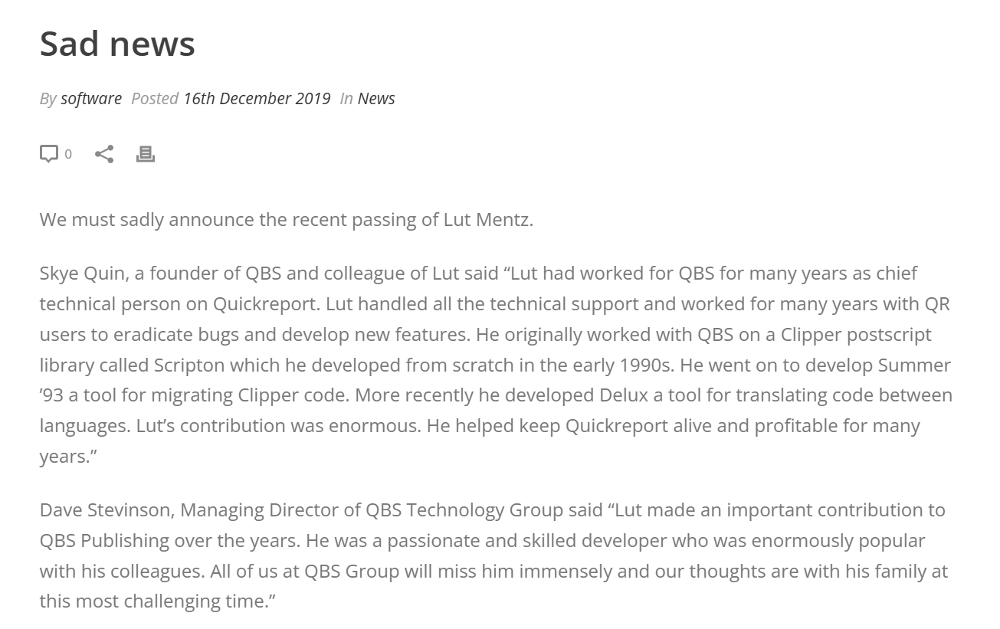 Sad news
By software Posted 16th December 2019 In News
0
We must sadly announce the recent passing of Lut Mentz.
Skye Quin, a founder of QBS and colleague of Lut said “Lut had worked for QBS for many years as chief
technical person on Quickreport. Lut handled all the technical support and worked for many years with QR
users to eradicate bugs and develop new features. He originally worked with QBS on a Clipper postscript
library called Scripton which he developed from scratch in the early 1990s. He went on to develop Summer
’93 a tool for migrating Clipper code. More recently he developed Delux a tool for translating code between
languages. Lut’s contribution was enormous. He helped keep Quickreport alive and profitable for many
years.”
Dave Stevinson, Managing Director of QBS Technology Group said “Lut made an important contribution to
QBS Publishing over the years. He was a passionate and skilled developer who was enormously popular
with his colleagues. All of us at QBS Group will miss him immensely and our thoughts are with his family at
this most challenging time.”